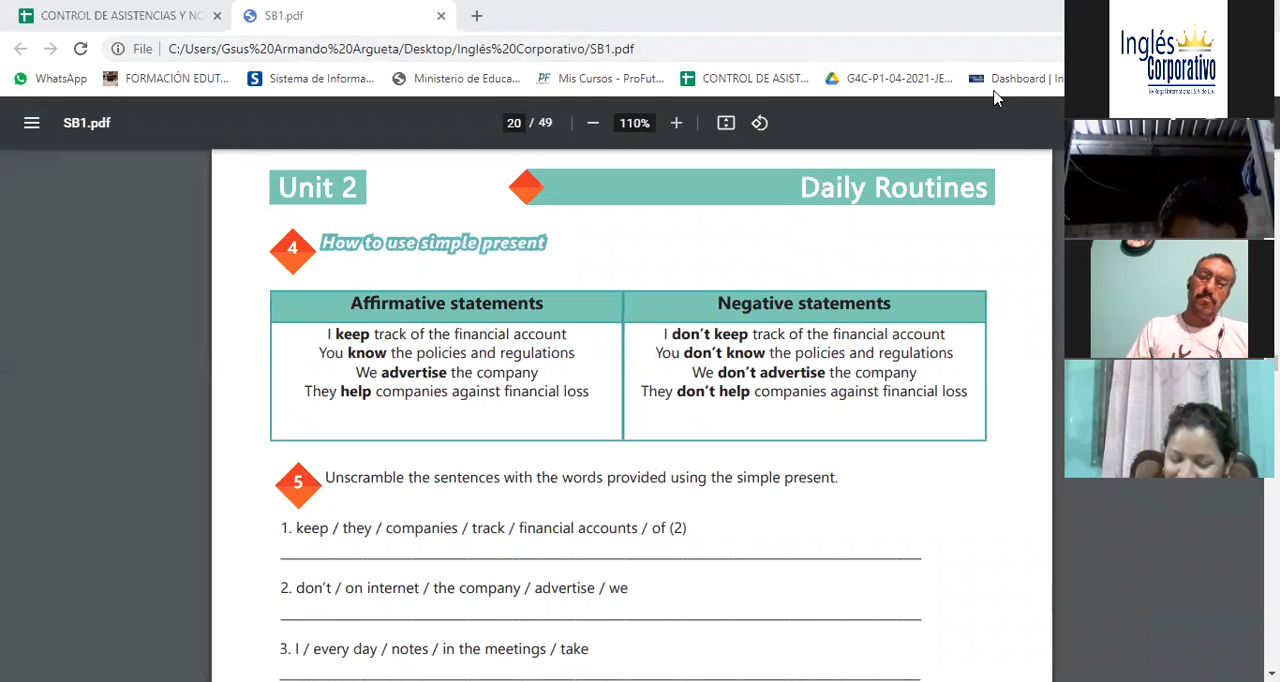 CONTROL DE ASISTENCIAS Y NO
SB1.pdf
File
C:/Users/Gsus%20Armando%20Argueta/Desktop/Inglés%20Corporativo/SB1.pdf
WhatsApp
FORMACIÓN EDUT...
Sistema de Informa...
Ministerio de Educa...
PF
Mis Cursos - ProFut...
CONTROL DE ASIST...
G4C-P1-04-2021-JE...
Dashboard | In
Inglés
Corporativo
SB1.pdf
20 / 49
110%
Unit 2
Daily Routines
4
How to use simple present
Affirmative statements
Negative statements
I keep track of the financial account
You know the policies and regulations
We advertise the company
They help companies against financial loss
I don't keep track of the financial account
You don't know the policies and regulations
We don't advertise the company
They don't help companies against financial loss
5
Unscramble the sentences with the words provided using the simple present.
1. keep / they / companies / track / financial accounts / of (2)
2. don't / on internet / the company / advertise / we
3. I / every day / notes / in the meetings / take